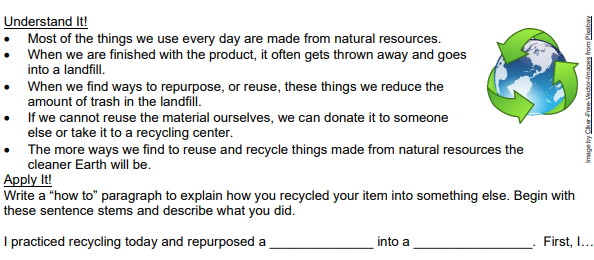 Understand It!
• Most of the things we use every day are made from natural resources.
• When we are finished with the product, it often gets thrown away and goes
into a landfill.
• When we find ways to repurpose, or reuse, these things we reduce the
amount of trash in the landfill.
• If we cannot reuse the material ourselves, we can donate it to someone
else or take it to a recycling center.
• The more ways we find to reuse and recycle things made from natural resources the
cleaner Earth will be.
Apply It!
Write a “how to” paragraph to explain how you recycled your item into something else. Begin with
these sentence stems and describe what you did.
I practiced recycling today and repurposed a ______________ into a ________________. First, I…
Image by Clker-Free-Vector-Images from Pixabay